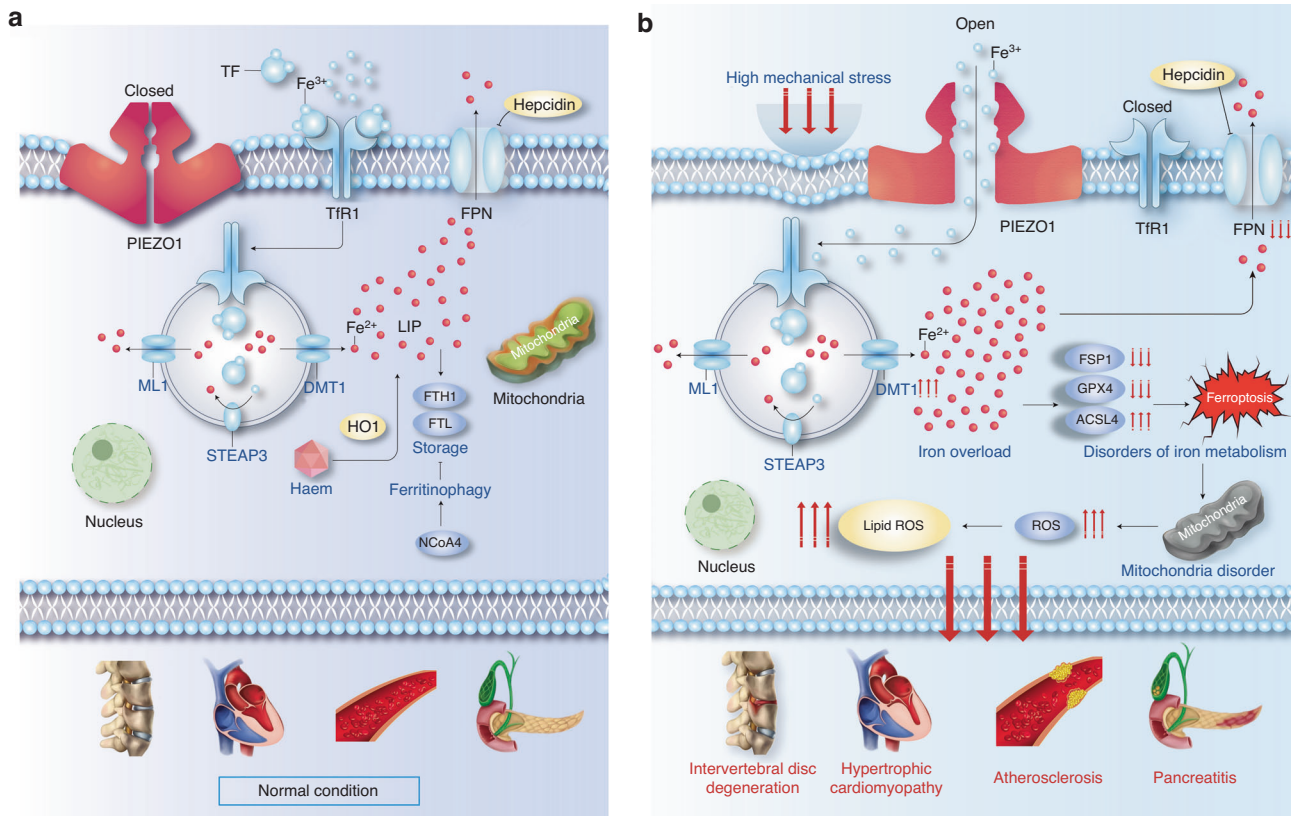 a
TF
Fe3+
Closed
Hepcidin
PIEZO1
TfR1
FPN
Fe2+
LIP
Mitochondria
ML1
DMT1
Mitochondria
FTH1
HO1
FTL
STEAP3
Storage
Haem
Ferritinophagy
Nucleus
NCoA4
Normal condition
b
Open
Fe3+
High mechanical stress
Hepcidin
Closed
PIEZO1
TfR1
FPN
Fe2+
FSP1
ML1
DMT1
GPX4
Ferroptosis
ACSL4
STEAP3
Iron overload
Disorders of iron metabolism
Lipid ROS
ROS
Mitochondria
Nucleus
Mitochondria disorder
Intervertebral disc
degeneration
Hypertrophic
cardiomyopathy
Atherosclerosis
Pancreatitis